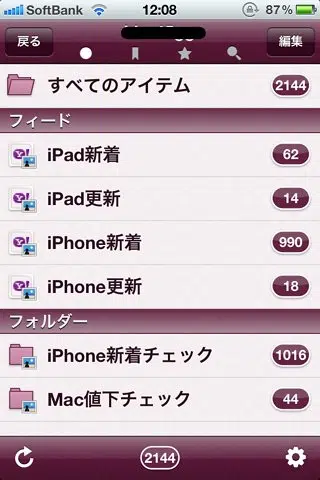 SoftBank 12:08 87%
戻る 編集
すべてのアイテム 2144
フィード
iPad新着 62
iPad更新 14
iPhone新着 990
iPhone更新 18
フォルダー
iPhone新着チェック 1016
Mac値下チェック 44
2144